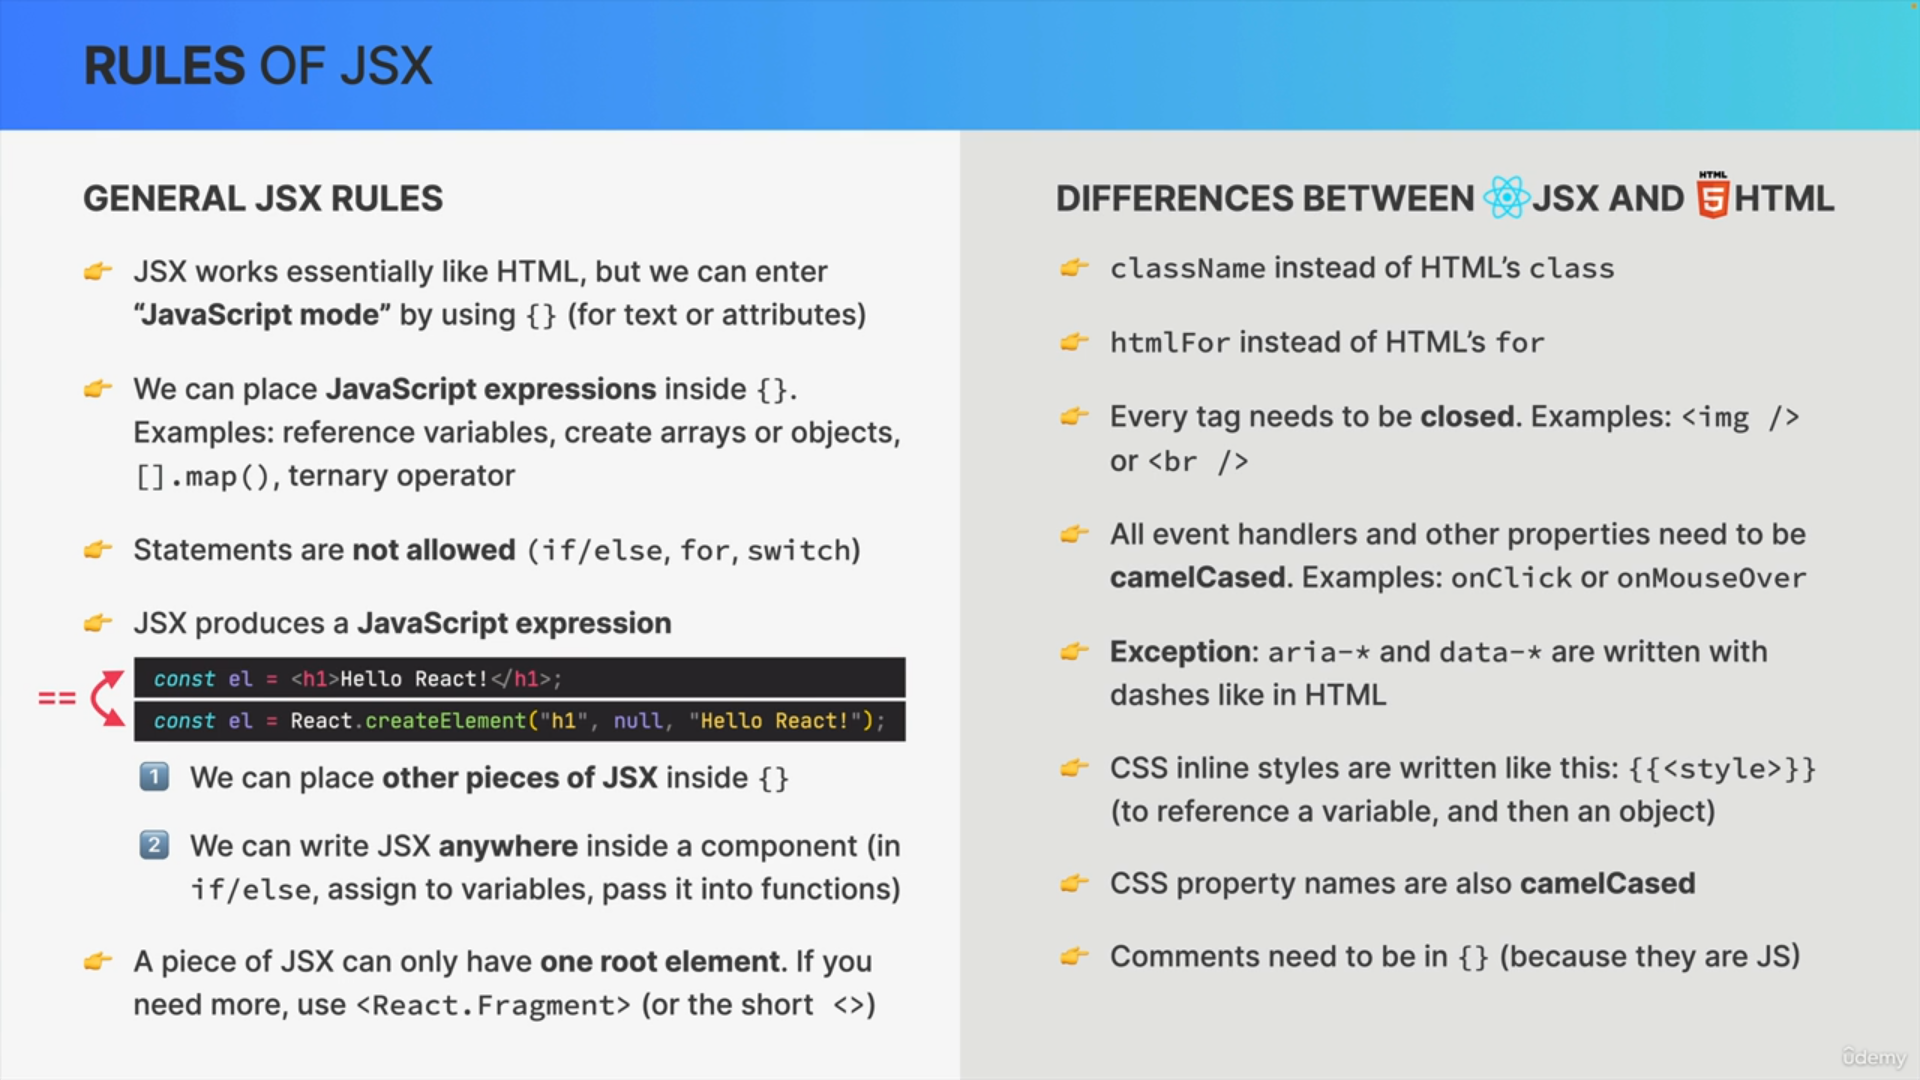 RULES OF JSX
GENERAL JSX RULES
👉 JSX works essentially like HTML, but we can enter
“JavaScript mode” by using {} (for text or attributes)
👉 We can place JavaScript expressions inside {}.
Examples: reference variables, create arrays or objects,
[].map(), ternary operator
👉 Statements are not allowed (if/else, for, switch)
👉 JSX produces a JavaScript expression
const el = <h1>Hello React!</h1>;
==
const el = React.createElement("h1", null, "Hello React!");
1 We can place other pieces of JSX inside {}
2 We can write JSX anywhere inside a component (in
if/else, assign to variables, pass it into functions)
👉 A piece of JSX can only have one root element. If you
need more, use <React.Fragment> (or the short <>)
DIFFERENCES BETWEEN JSX AND HTML 5 HTML
👉 className instead of HTML’s class
👉 htmlFor instead of HTML’s for
👉 Every tag needs to be closed. Examples: <img />
or <br />
👉 All event handlers and other properties need to be
camelCased. Examples: onClick or onMouseOver
👉 Exception: aria-* and data-* are written with
dashes like in HTML
👉 CSS inline styles are written like this: {{<style>}}
(to reference a variable, and then an object)
👉 CSS property names are also camelCased
👉 Comments need to be in {} (because they are JS)
ûdemy